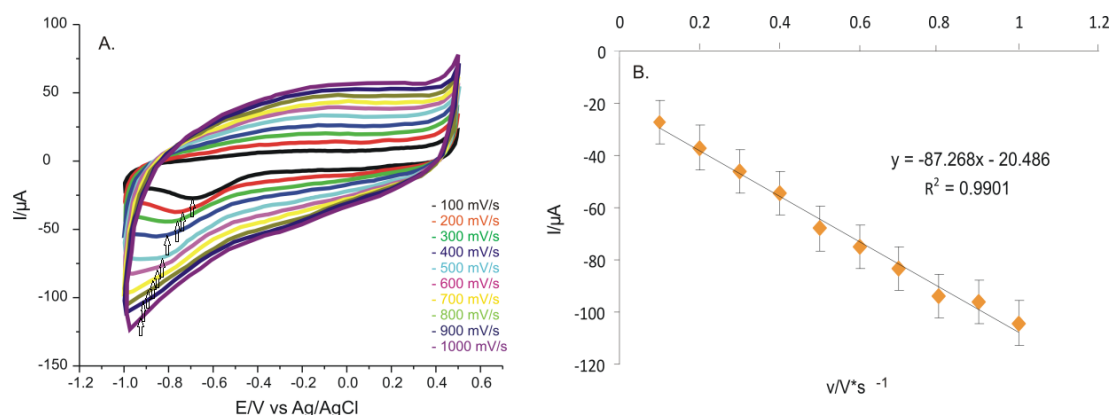 A.
100
50
0
-50
-100
-150
I/µA
-1.2 -1.0 -0.8 -0.6 -0.4 -0.2 0.0 0.2 0.4 0.6
E/V vs Ag/AgCl
- 100 mV/s
- 200 mV/s
- 300 mV/s
- 400 mV/s
- 500 mV/s
- 600 mV/s
- 700 mV/s
- 800 mV/s
- 900 mV/s
- 1000 mV/s
0 0.2 0.4 0.6 0.8 1 1.2
B.
0
-20
-40
-60
-80
-100
-120
I/µA
y = -87.268x - 20.486
R² = 0.9901
v/V*s ⁻¹